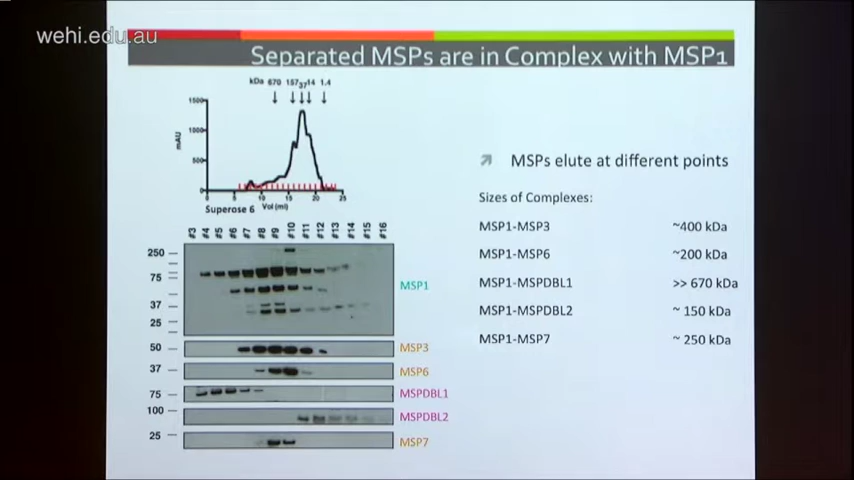 wehi.edu.au
Separated MSPs are in Complex with MSP1
kDa 670 157 37 14 1.4
1500
1000
mAU
500
0
0 5 10 15 20 25
Superose 6 Vol (ml)
MSPs elute at different points
Sizes of Complexes:
MSP1-MSP3 ~400 kDa
MSP1-MSP6 ~200 kDa
MSP1-MSPDBL1 >> 670 kDa
MSP1-MSPDBL2 ~ 150 kDa
MSP1-MSP7 ~ 250 kDa
#3 #4 #5 #6 #7 #8 #9 #10 #11 #12 #13 #14 #15 #16
250
75
37
25
MSP1
50 MSP3
37 MSP6
75 MSPDBL1
100 MSPDBL2
25 MSP7